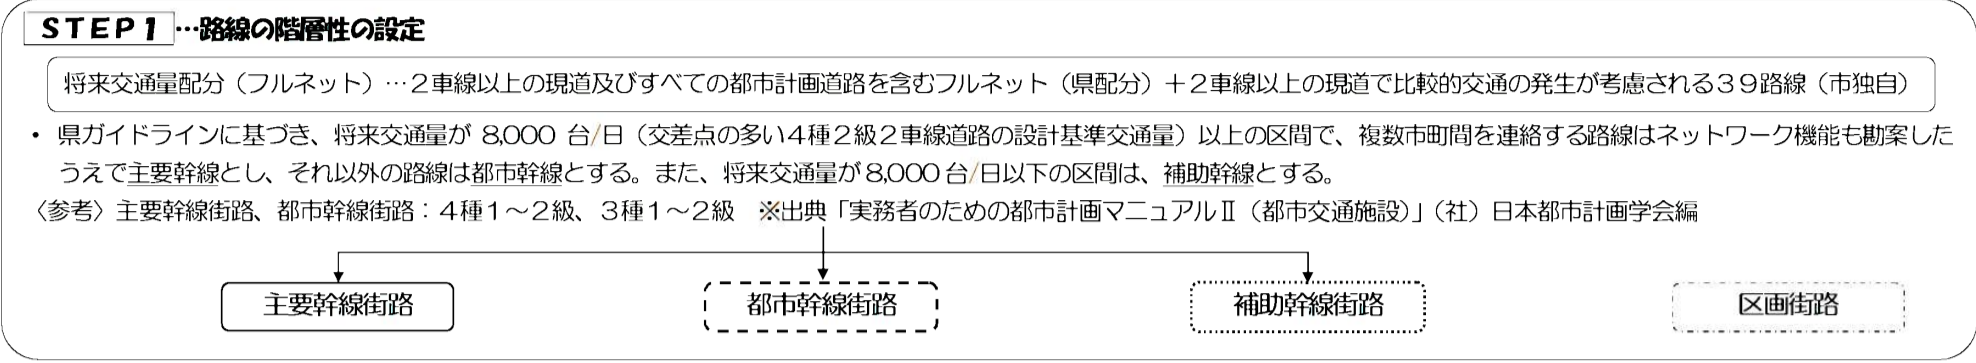 STEP1…路線の階層性の設定
将来交通量配分（フルネット）…２車線以上の現道及びすべての都市計画道路を含むフルネット（県配分）＋２車線以上の現道で比較的交通の発生が考慮される３９路線（市独自）
・ 県ガイドラインに基づき、将来交通量が 8,000 台/日（交差点の多い４種２級２車線道路の設計基準交通量）以上の区間で、複数市町間を連絡する路線はネットワーク機能も勘案した
うえで主要幹線とし、それ以外の路線は都市幹線とする。また、将来交通量が 8,000 台/日以下の区間は、補助幹線とする。
〈参考〉主要幹線街路、都市幹線街路：４種１～２級、３種１～２級　※出典「実務者のための都市計画マニュアルⅡ（都市交通施設）」（社）日本都市計画学会編
主要幹線街路
都市幹線街路
補助幹線街路
区画街路